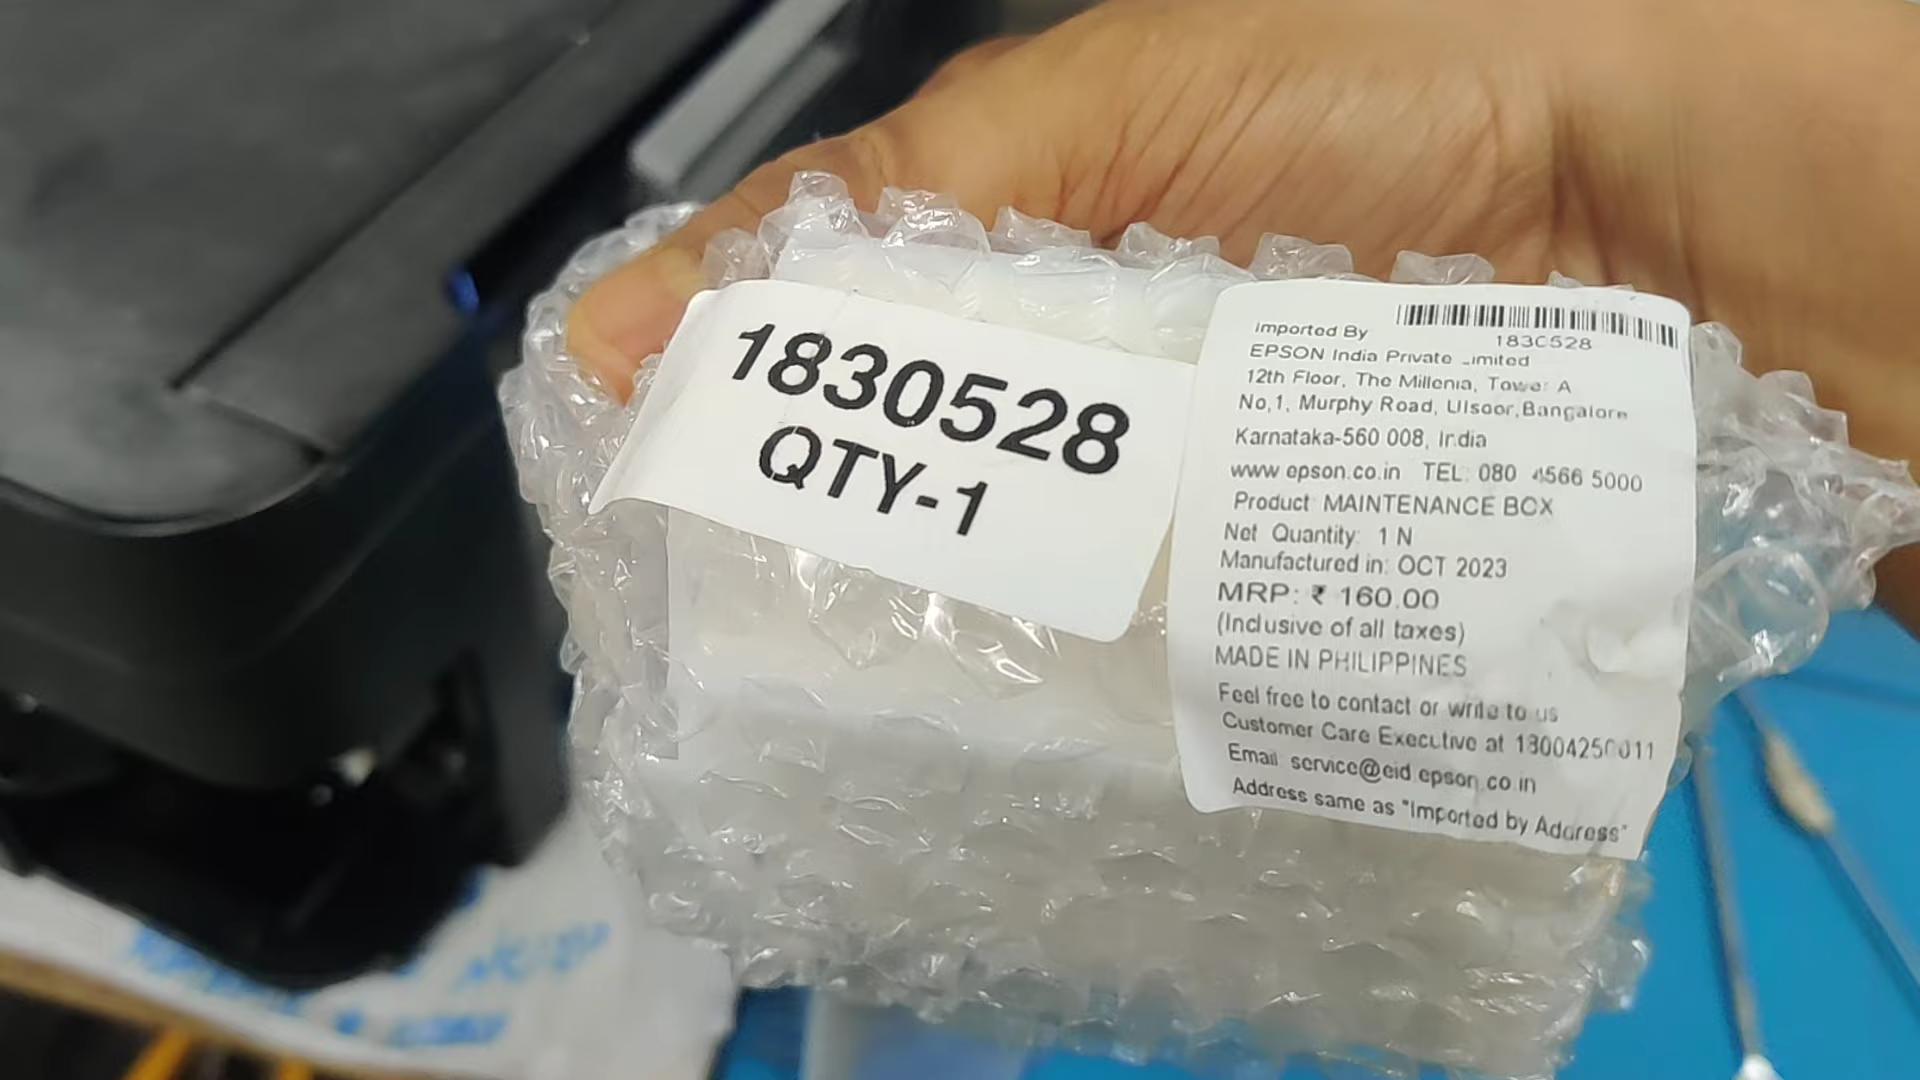 1830528
QTY-1
1830528
Imported By
EPSON India Private Limited
12th Floor, The Millenia, Tower A
No,1, Murphy Road, Ulsoor,Bangalore
Karnataka-560 008, India
www epson.co.in TEL: 080 4566 5000
Product MAINTENANCE BOX
Net Quantity: 1 N
Manufactured in: OCT 2023
MRP: ₹ 160.00
(Inclusive of all taxes)
MADE IN PHILIPPINES
Feel free to contact or write to us
Customer Care Executive at 18004250011
Email service@eid.epson.co.in
Address same as "Imported by Address"